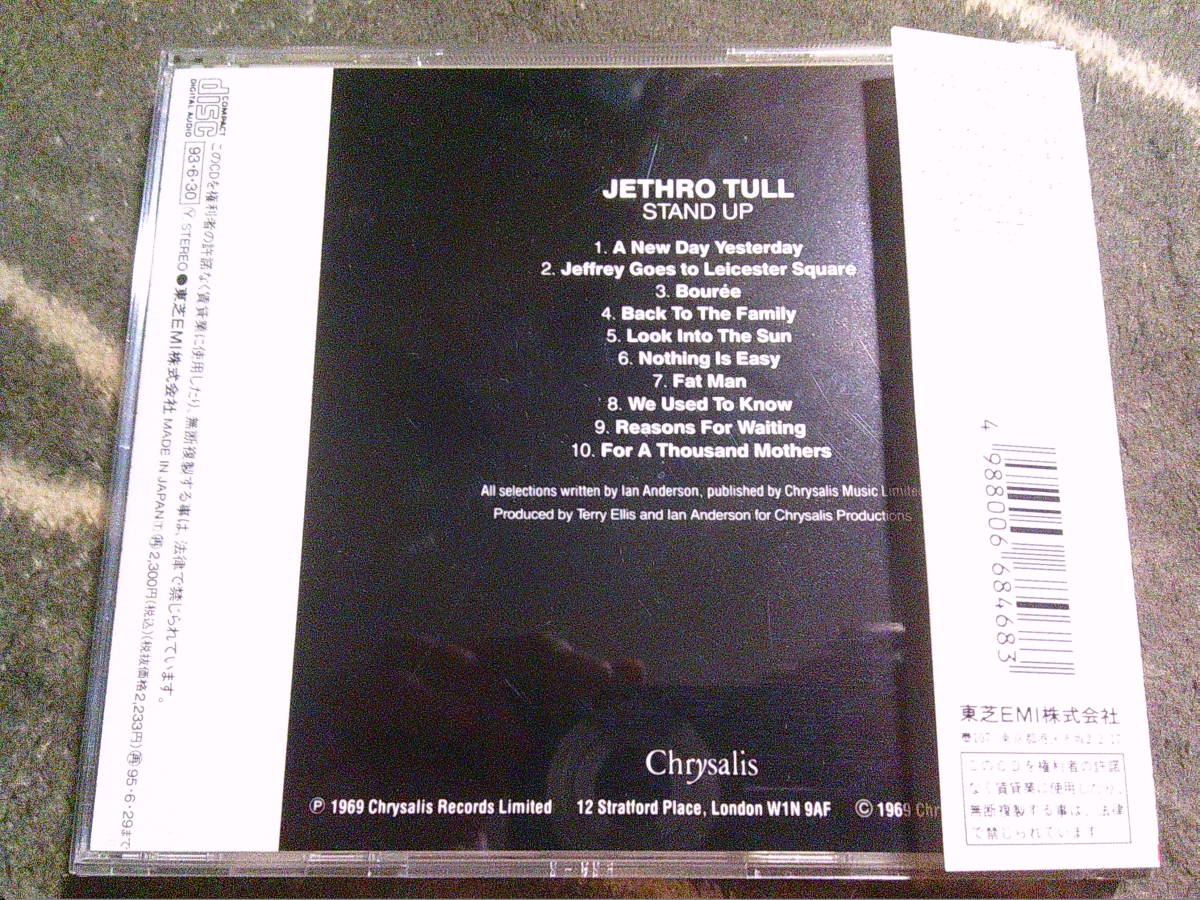 COMPACT
disc
DIGITAL AUDIO
このCDを権利者の許諾なく賃貸業に使用したり、無断複製する事は、法律で禁じられています。
93・6・30 Y STEREO ●東芝EMI株式会社 MADE IN JAPAN T:再 2,300円(税込)(税抜価格2,233円)再 95・6・29まで
JETHRO TULL
STAND UP
1. A New Day Yesterday
2. Jeffrey Goes to Leicester Square
3. Bourée
4. Back To The Family
5. Look Into The Sun
6. Nothing Is Easy
7. Fat Man
8. We Used To Know
9. Reasons For Waiting
10. For A Thousand Mothers
All selections written by Ian Anderson, published by Chrysalis Music Limited
Produced by Terry Ellis and Ian Anderson for Chrysalis Productions
Chrysalis
Ⓟ 1969 Chrysalis Records Limited 12 Stratford Place, London W1N 9AF © 1969 Chr
4 988006 684683
東芝EMI株式会社
このCDを権利者の許諾
なく賃貸業に使用したり、
無断複製する事は、法律
で禁じられています